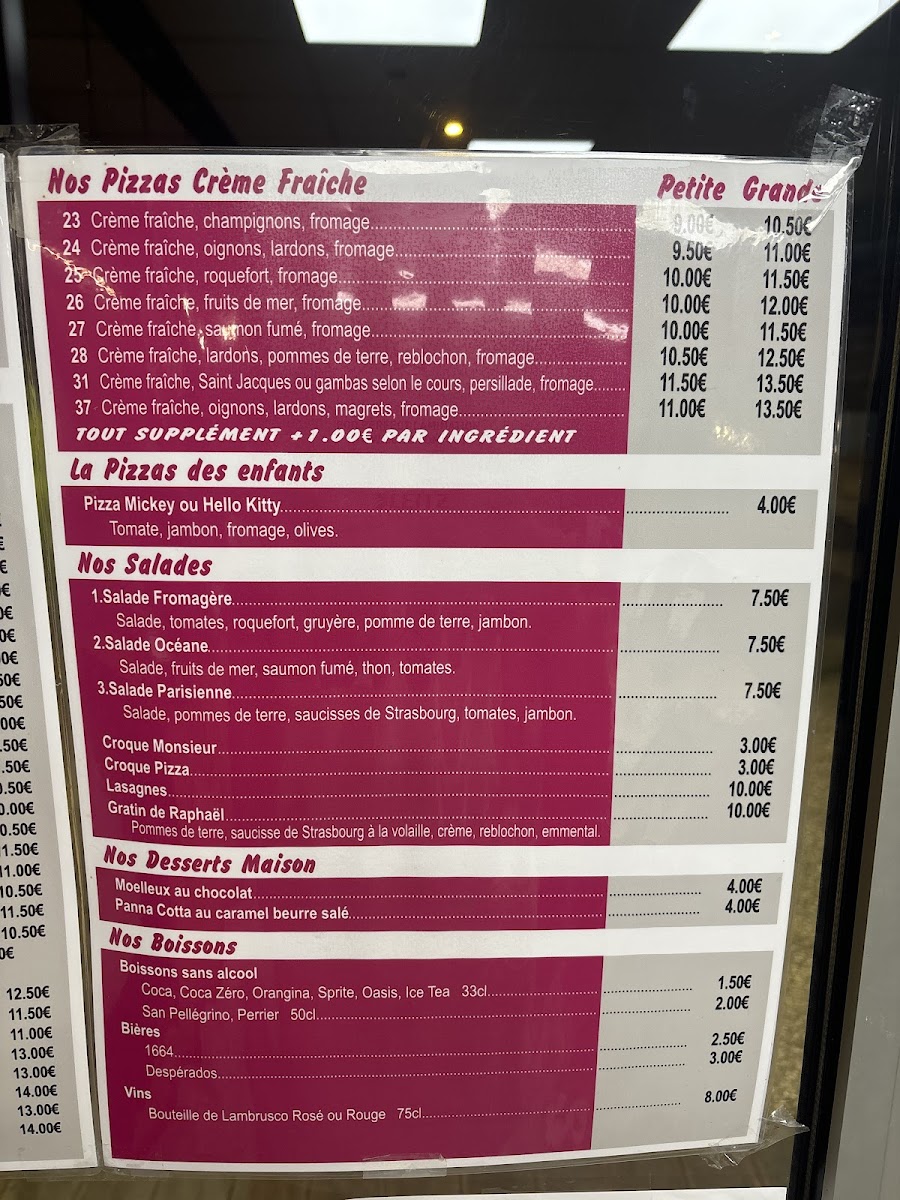 Nos Pizzas Crème Fraîche Petite Grande
23 Crème fraîche, champignons, fromage 9.00€ 10.50€
24 Crème fraîche, oignons, lardons, fromage 9.50€ 11.00€
25 Crème fraîche, roquefort, fromage 10.00€ 11.50€
26 Crème fraîche, fruits de mer, fromage 10.00€ 12.00€
27 Crème fraîche, saumon fumé, fromage 10.00€ 11.50€
28 Crème fraîche, lardons, pommes de terre, reblochon, fromage 10.50€ 12.50€
31 Crème fraîche, Saint Jacques ou gambas selon le cours, persillade, fromage 11.50€ 13.50€
37 Crème fraîche, oignons, lardons, magrets, fromage 11.00€ 13.50€
TOUT SUPPLÉMENT +1.00€ PAR INGRÉDIENT
La Pizzas des enfants
Pizza Mickey ou Hello Kitty 4.00€
Tomate, jambon, fromage, olives.
Nos Salades
1.Salade Fromagère 7.50€
Salade, tomates, roquefort, gruyère, pomme de terre, jambon.
2.Salade Océane 7.50€
Salade, fruits de mer, saumon fumé, thon, tomates.
3.Salade Parisienne 7.50€
Salade, pommes de terre, saucisses de Strasbourg, tomates, jambon.
Croque Monsieur 3.00€
Croque Pizza 3.00€
Lasagnes 10.00€
Gratin de Raphaël 10.00€
Pommes de terre, saucisse de Strasbourg à la volaille, crème, reblochon, emmental.
Nos Desserts Maison
Moelleux au chocolat 4.00€
Panna Cotta au caramel beurre salé 4.00€
Nos Boissons
Boissons sans alcool
Coca, Coca Zéro, Orangina, Sprite, Oasis, Ice Tea 33cl 1.50€
San Pellégrino, Perrier 50cl 2.00€
Bières
1664 2.50€
Despérados 3.00€
Vins
Bouteille de Lambrusco Rosé ou Rouge 75cl 8.00€
10.50€
11.50€
10.50€
12.50€
11.50€
11.00€
13.00€
13.00€
14.00€
13.00€
14.00€